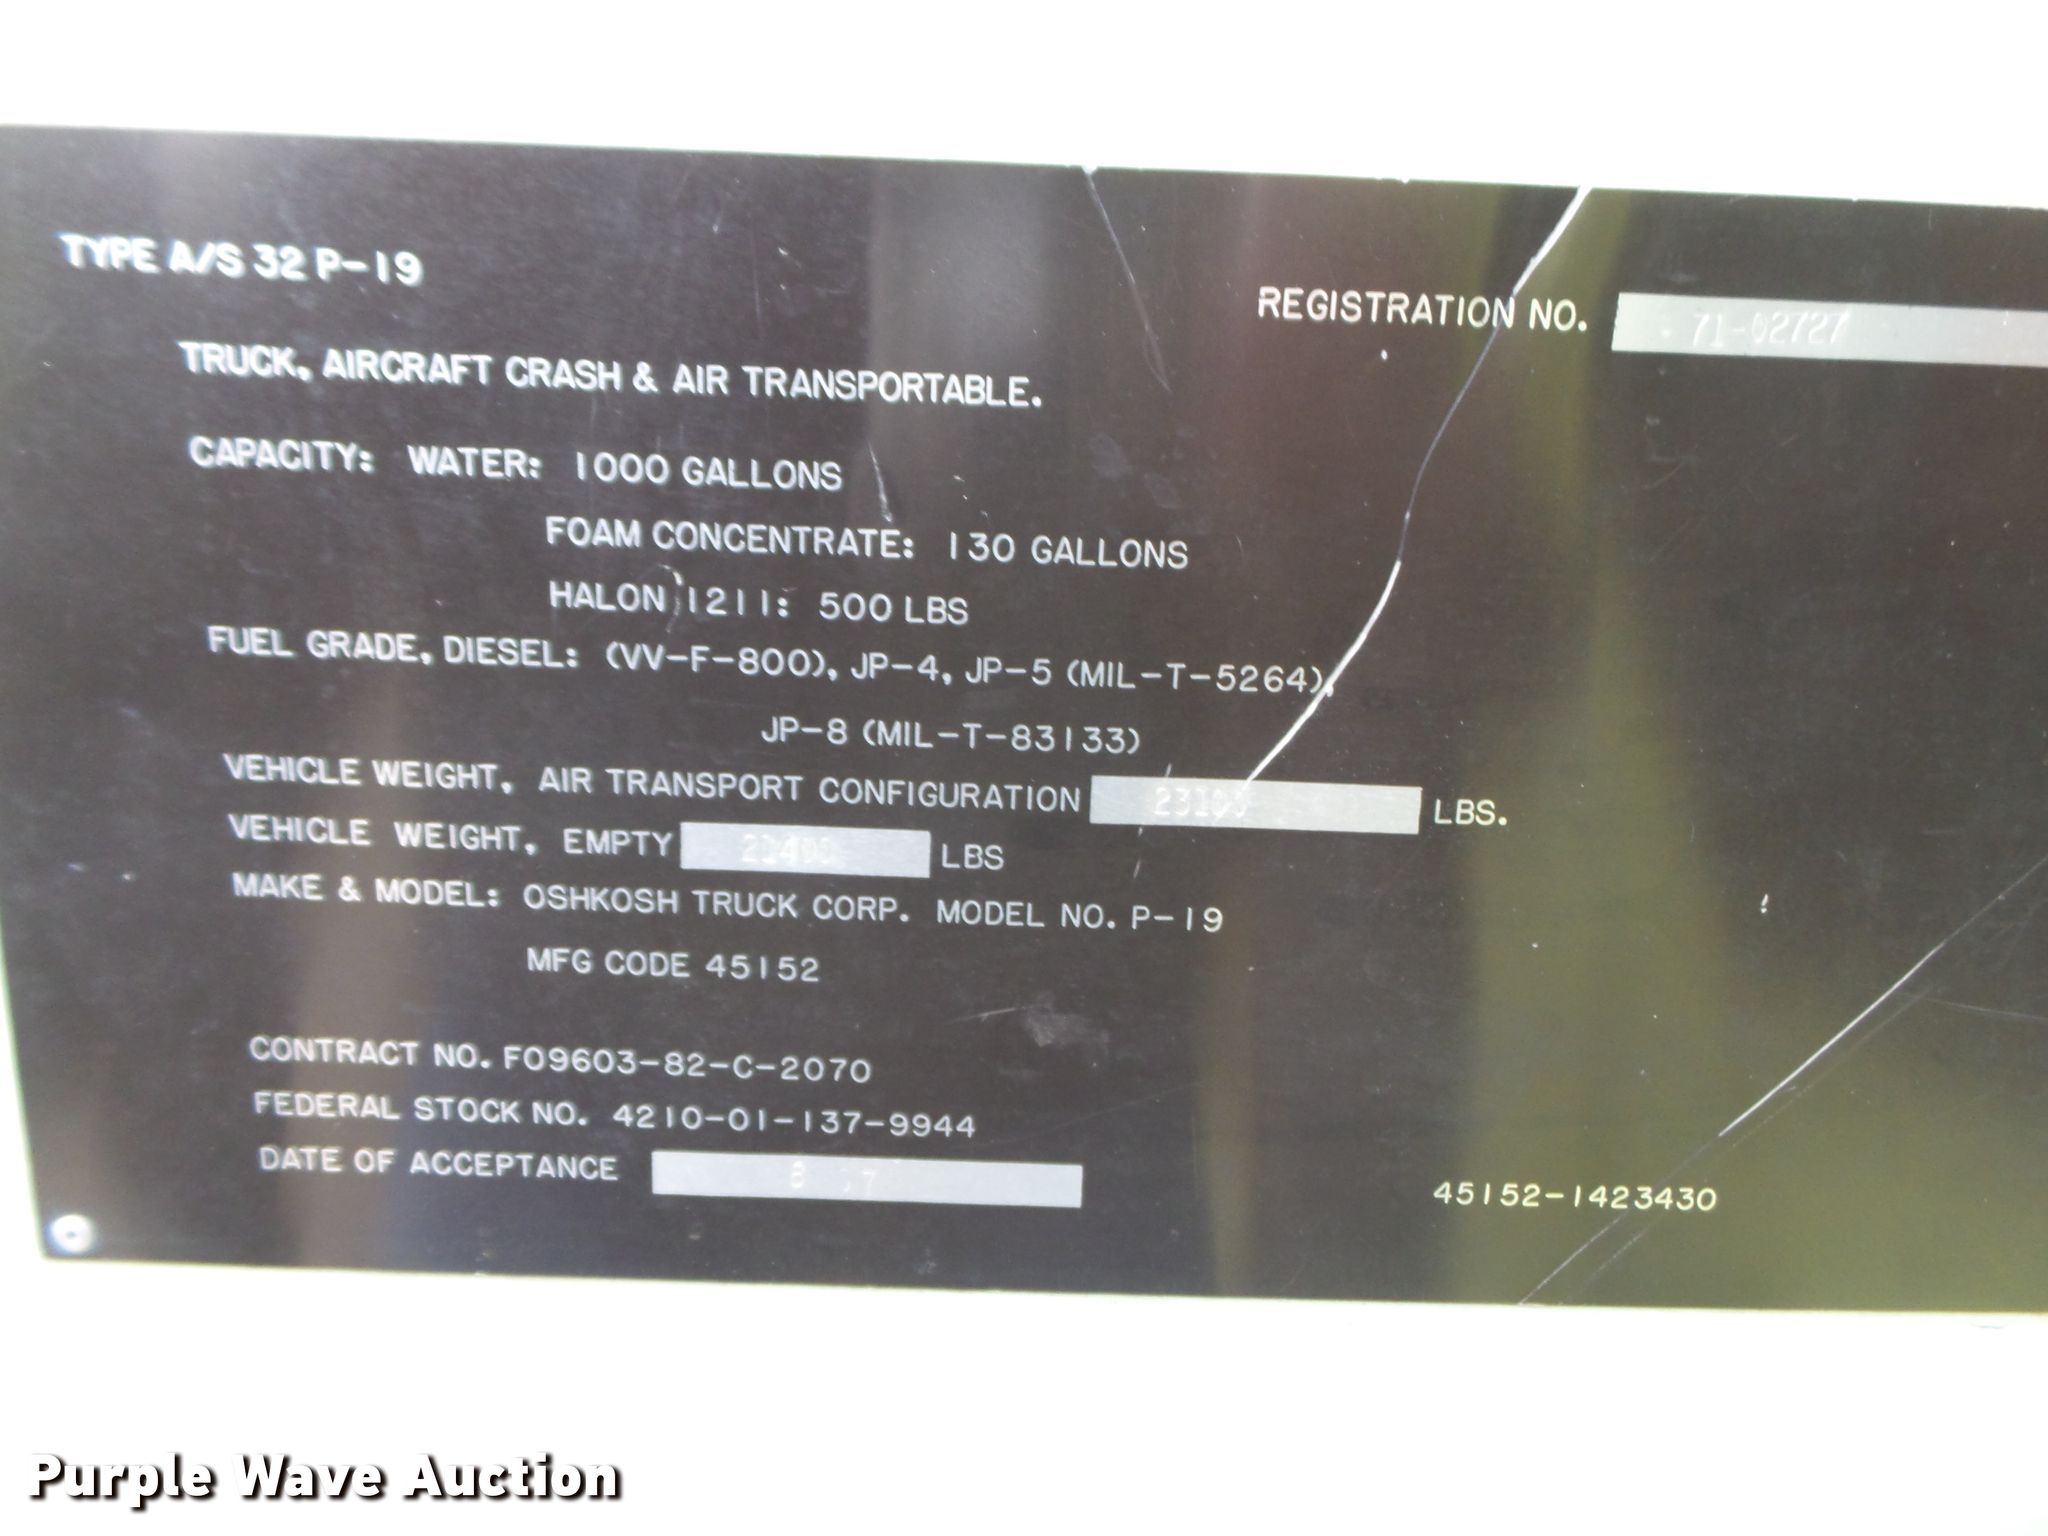 TYPE A/S 32 P-19
REGISTRATION NO. 71-02727
TRUCK, AIRCRAFT CRASH & AIR TRANSPORTABLE.
CAPACITY: WATER: 1000 GALLONS
FOAM CONCENTRATE: 130 GALLONS
HALON 1211: 500 LBS
FUEL GRADE, DIESEL: (VV-F-800), JP-4, JP-5 (MIL-T-5264),
JP-8 (MIL-T-83133)
VEHICLE WEIGHT, AIR TRANSPORT CONFIGURATION 23100 LBS.
VEHICLE WEIGHT, EMPTY LBS
MAKE & MODEL: OSHKOSH TRUCK CORP. MODEL NO. P-19
MFG CODE 45152
CONTRACT NO. F09603-82-C-2070
FEDERAL STOCK NO. 4210-01-137-9944
DATE OF ACCEPTANCE
45152-1423430
Purple Wave Auction